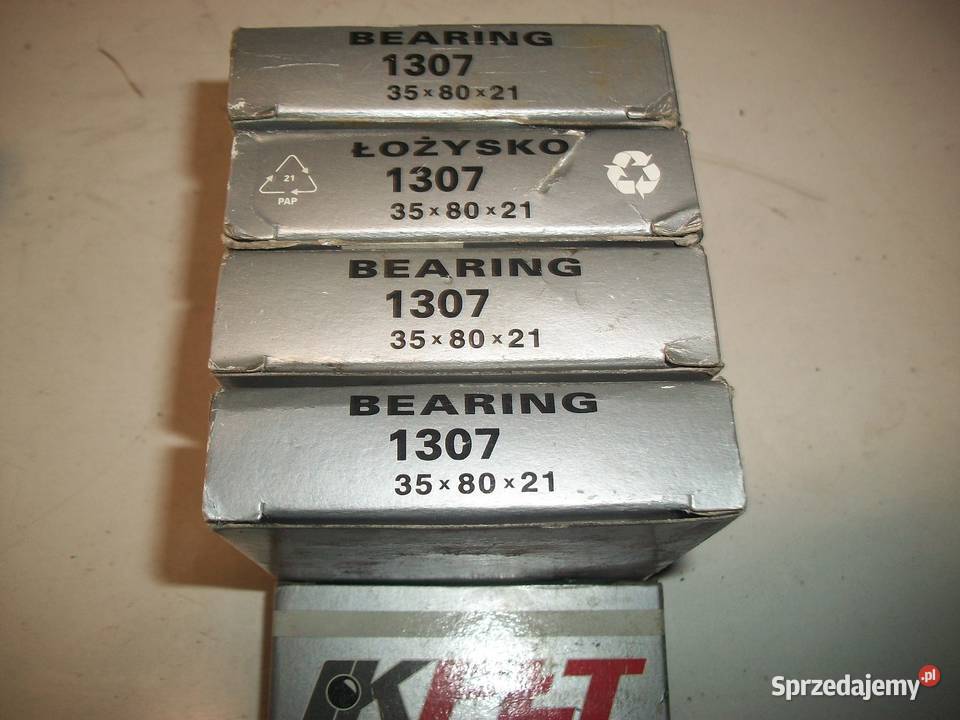 BEARING
1307
35 x 80 x 21
ŁOŻYSKO
21
PAP
1307
35 x 80 x 21
BEARING
1307
35 x 80 x 21
BEARING
1307
35 x 80 x 21
Sprzedajemy.pl